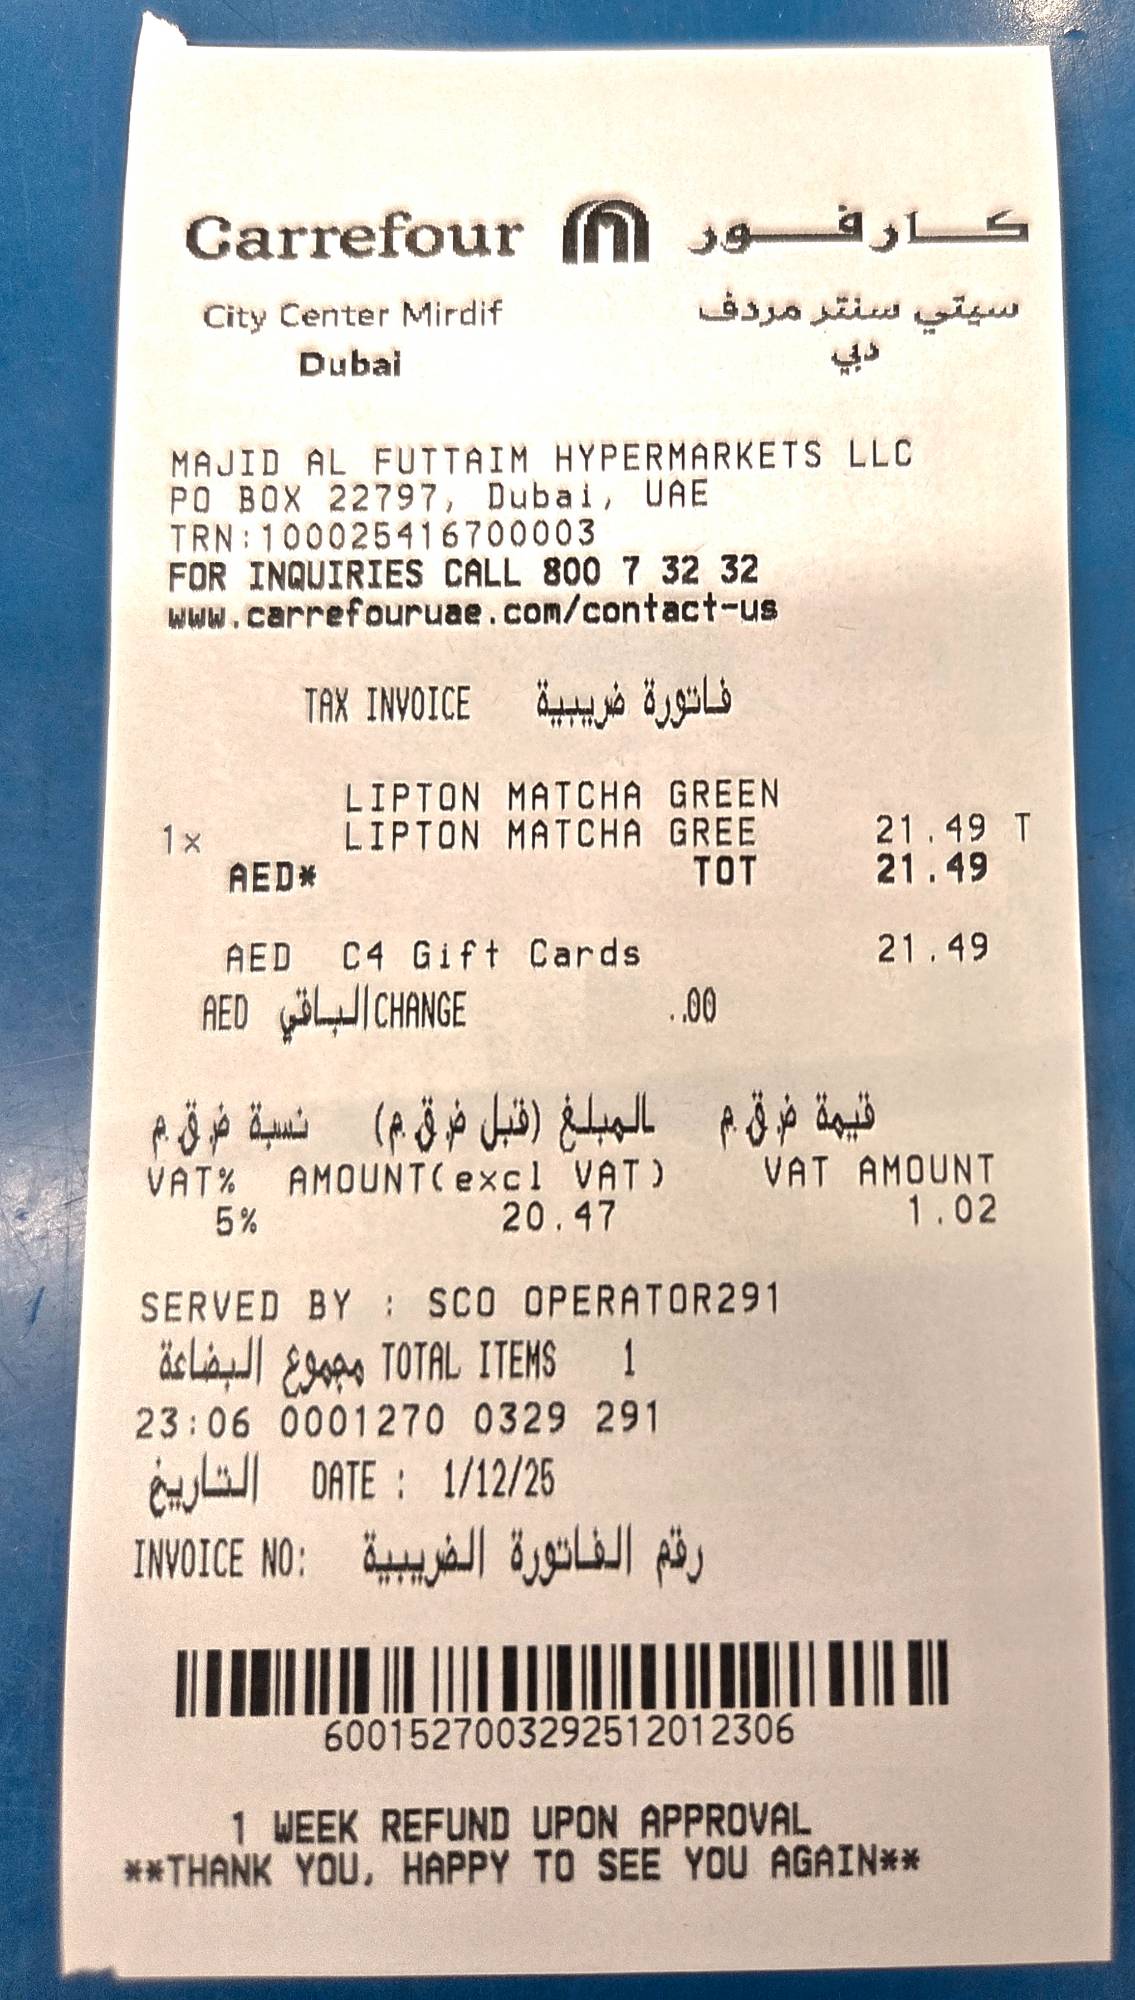 Carrefour كارفور
City Center Mirdif سيتي سنتر مردف
Dubai دبي
MAJID AL FUTTAIM HYPERMARKETS LLC
PO BOX 22797, Dubai, UAE
TRN:100025416700003
FOR INQUIRIES CALL 800 7 32 32
www.carrefouruae.com/contact-us
TAX INVOICE فاتورة ضريبية
LIPTON MATCHA GREEN
1x LIPTON MATCHA GREE 21.49 T
AED* TOT 21.49
AED C4 Gift Cards 21.49
AED الباقي CHANGE ..00
نسبة ض.ق.م المبلغ (قبل ض.ق.م) قيمة ض.ق.م
VAT% AMOUNT(excl VAT) VAT AMOUNT
5% 20.47 1.02
SERVED BY : SCO OPERATOR291
مجموع البضاعة TOTAL ITEMS 1
23:06 0001270 0329 291
التاريخ DATE : 1/12/25
INVOICE NO: رقم الفاتورة الضريبية
6001527003292512012306
1 WEEK REFUND UPON APPROVAL
**THANK YOU, HAPPY TO SEE YOU AGAIN**